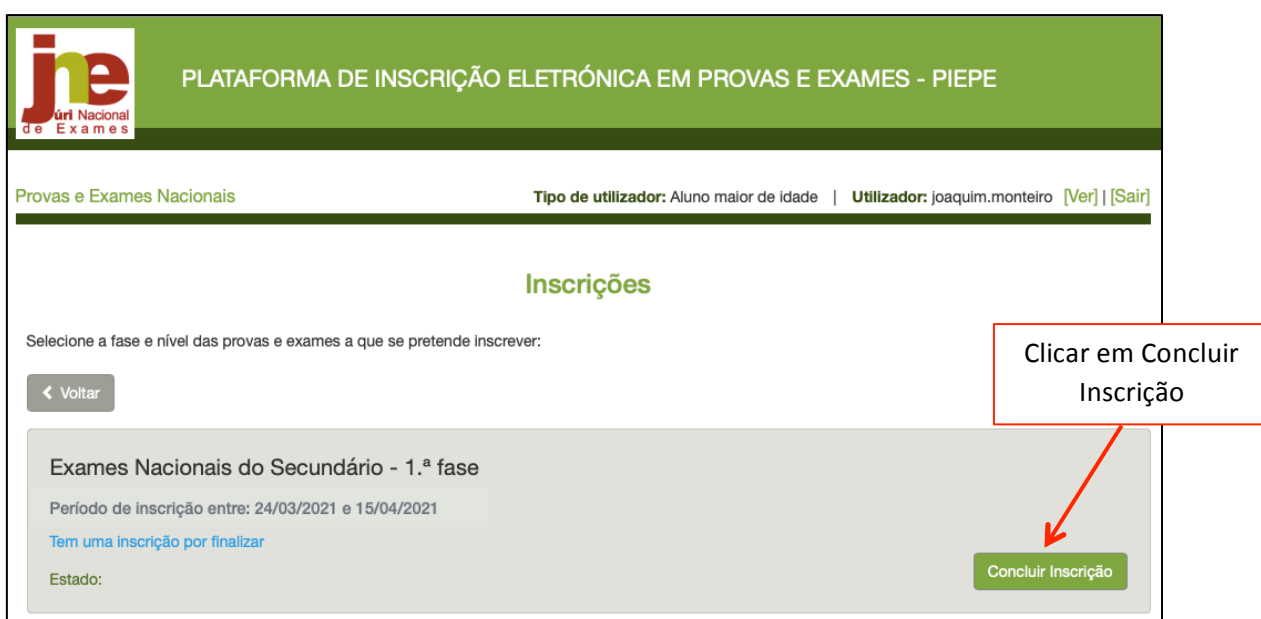 jne
júri Nacional
de Exames
PLATAFORMA DE INSCRIÇÃO ELETRÓNICA EM PROVAS E EXAMES - PIEPE
Provas e Exames Nacionais
Tipo de utilizador: Aluno maior de idade | Utilizador: joaquim.monteiro [Ver] | [Sair]
Inscrições
Selecione a fase e nível das provas e exames a que se pretende inscrever:
Clicar em Concluir
Inscrição
Voltar
Exames Nacionais do Secundário - 1.ª fase
Período de inscrição entre: 24/03/2021 e 15/04/2021
Tem uma inscrição por finalizar
Estado:
Concluir Inscrição